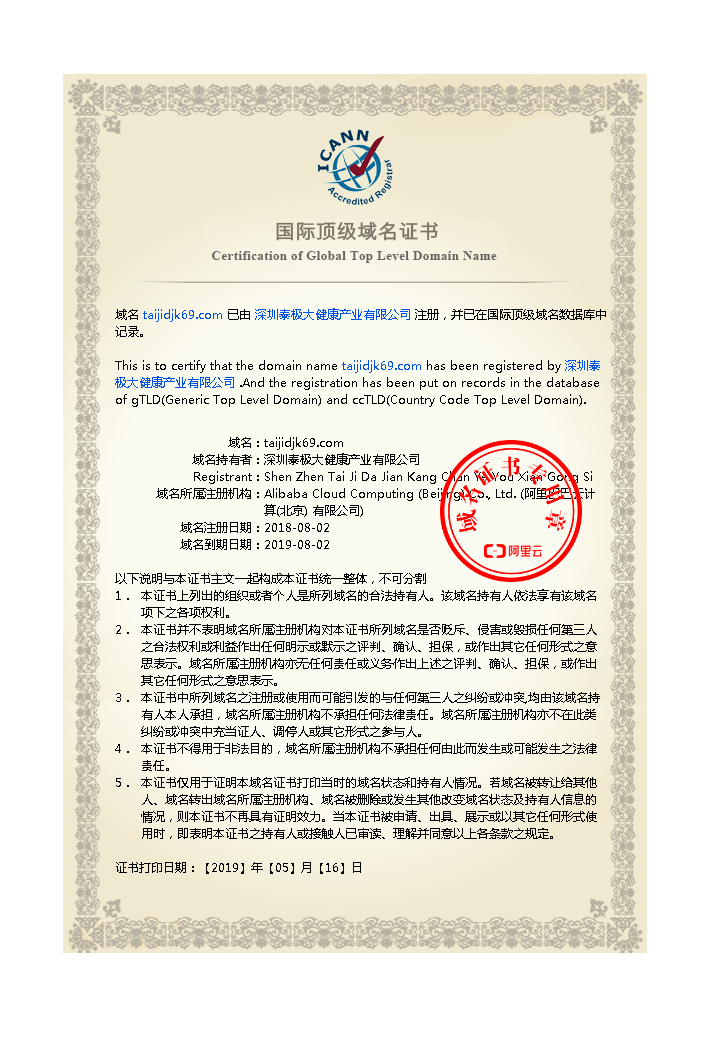 ICANN
Accredited Registrar
国际顶级域名证书
Certification of Global Top Level Domain Name
域名 taijidjk69.com 已由 深圳泰极大健康产业有限公司 注册，并已在国际顶级域名数据库中
记录。
This is to certify that the domain name taijidjk69.com has been registered by 深圳泰
极大健康产业有限公司 .And the registration has been put on records in the database
of gTLD(Generic Top Level Domain) and ccTLD(Country Code Top Level Domain).
域名：taijidjk69.com
域名持有者：深圳泰极大健康产业有限公司
Registrant：Shen Zhen Tai Ji Da Jian Kang Chan Ye You Xian Gong Si
域名所属注册机构：Alibaba Cloud Computing (Beijing) Co., Ltd. (阿里巴巴云计
算(北京) 有限公司)
域名注册日期：2018-08-02
域名到期日期：2019-08-02
域名证书专用章
阿里云
以下说明与本证书主文一起构成本证书统一整体，不可分割
1． 本证书上列出的组织或者个人是所列域名的合法持有人。该域名持有人依法享有该域名
项下之各项权利。
2． 本证书并不表明域名所属注册机构对本证书所列域名是否贬斥、侵害或毁损任何第三人
之合法权利或利益作出任何明示或默示之评判、确认、担保，或作出其它任何形式之意
思表示。域名所属注册机构亦无任何责任或义务作出上述之评判、确认、担保，或作出
其它任何形式之意思表示。
3． 本证书中所列域名之注册或使用而可能引发的与任何第三人之纠纷或冲突,均由该域名持
有人本人承担，域名所属注册机构不承担任何法律责任。域名所属注册机构亦不在此类
纠纷或冲突中充当证人、调停人或其它形式之参与人。
4． 本证书不得用于非法目的，域名所属注册机构不承担任何由此而发生或可能发生之法律
责任。
5． 本证书仅用于证明本域名证书打印当时的域名状态和持有人情况。若域名被转让给其他
人、域名转出域名所属注册机构、域名被删除或发生其他改变域名状态及持有人信息的
情况，则本证书不再具有证明效力。当本证书被申请、出具、展示或以其它任何形式使
用时，即表明本证书之持有人或接触人已审读、理解并同意以上各条款之规定。
证书打印日期：【2019】年【05】月【16】日